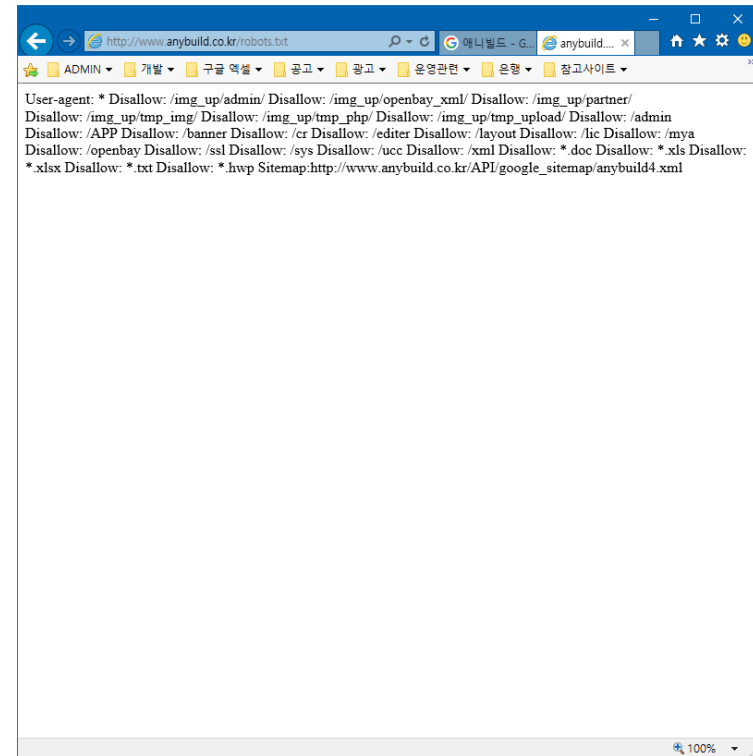 http://www.anybuild.co.kr/robots.txt
애니빌드 - G...
anybuild....
ADMIN
개발
구글 엑셀
공고
광고
운영관련
은행
참고사이트
User-agent: * Disallow: /img_up/admin/ Disallow: /img_up/openbay_xml/ Disallow: /img_up/partner/
Disallow: /img_up/tmp_img/ Disallow: /img_up/tmp_php/ Disallow: /img_up/tmp_upload/ Disallow: /admin
Disallow: /APP Disallow: /banner Disallow: /cr Disallow: /editer Disallow: /layout Disallow: /lic Disallow: /mya
Disallow: /openbay Disallow: /ssl Disallow: /sys Disallow: /ucc Disallow: /xml Disallow: *.doc Disallow: *.xls Disallow:
*.xlsx Disallow: *.txt Disallow: *.hwp Sitemap:http://www.anybuild.co.kr/API/google_sitemap/anybuild4.xml
100%